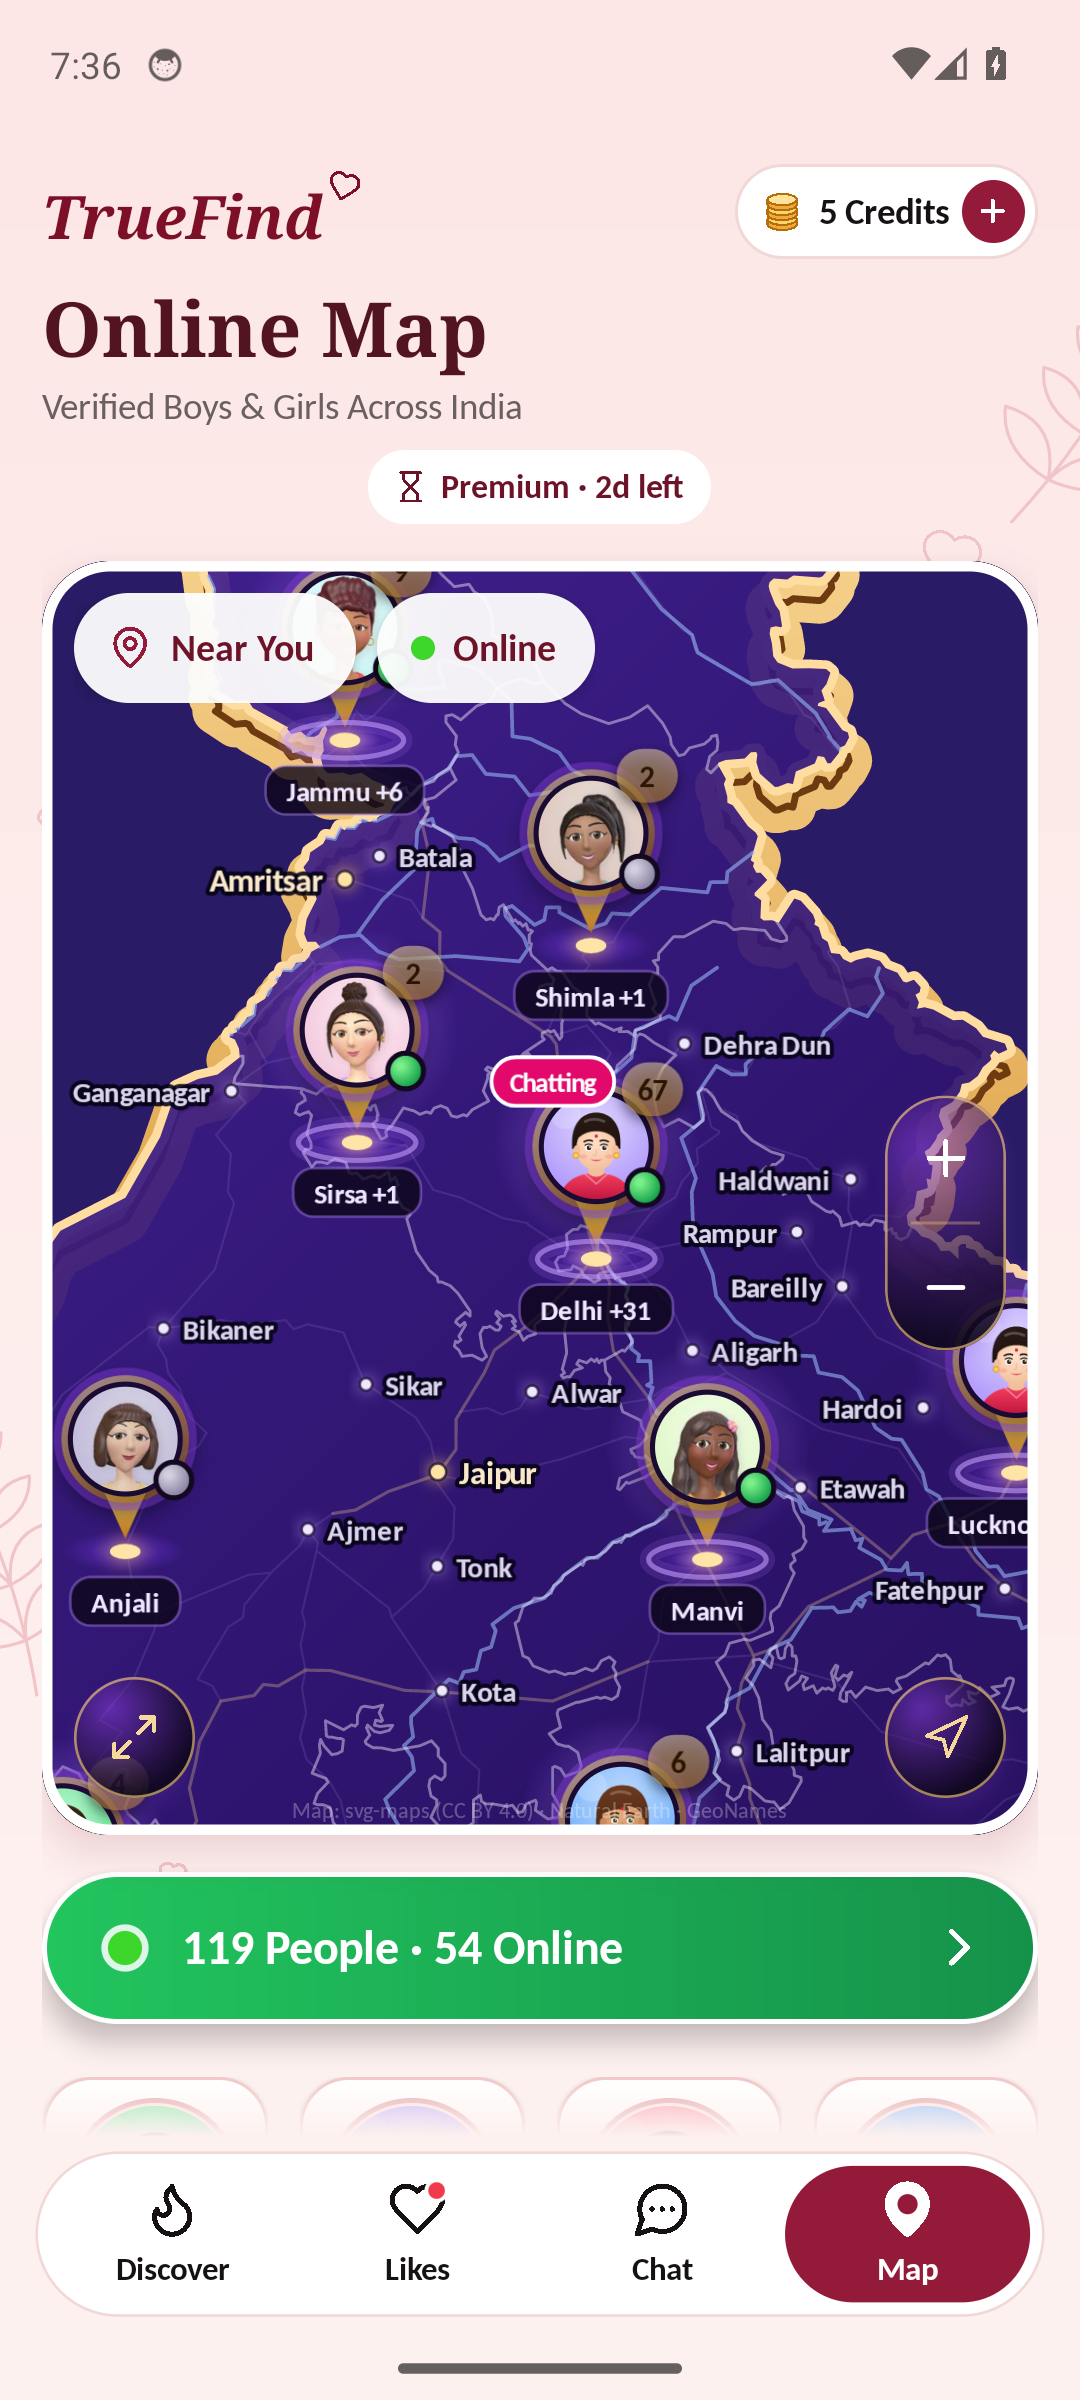 7:36
TrueFind
5 Credits
Online Map
Verified Boys & Girls Across India
Premium · 2d left
9
Near You
Online
Jammu +6
2
Batala
Amritsar
2
Shimla +1
Dehra Dun
Chatting
67
Ganganagar
Sirsa +1
Haldwani
Rampur
Bareilly
Delhi +31
Bikaner
Aligarh
Sikar
Alwar
Hardoi
Jaipur
Etawah
Ajmer
Luckno
Tonk
Fatehpur
Anjali
Manvi
Kota
6
Lalitpur
4
Map: svg-maps (CC BY 4.0) · Natural Earth · GeoNames
119 People · 54 Online
Discover
Likes
Chat
Map